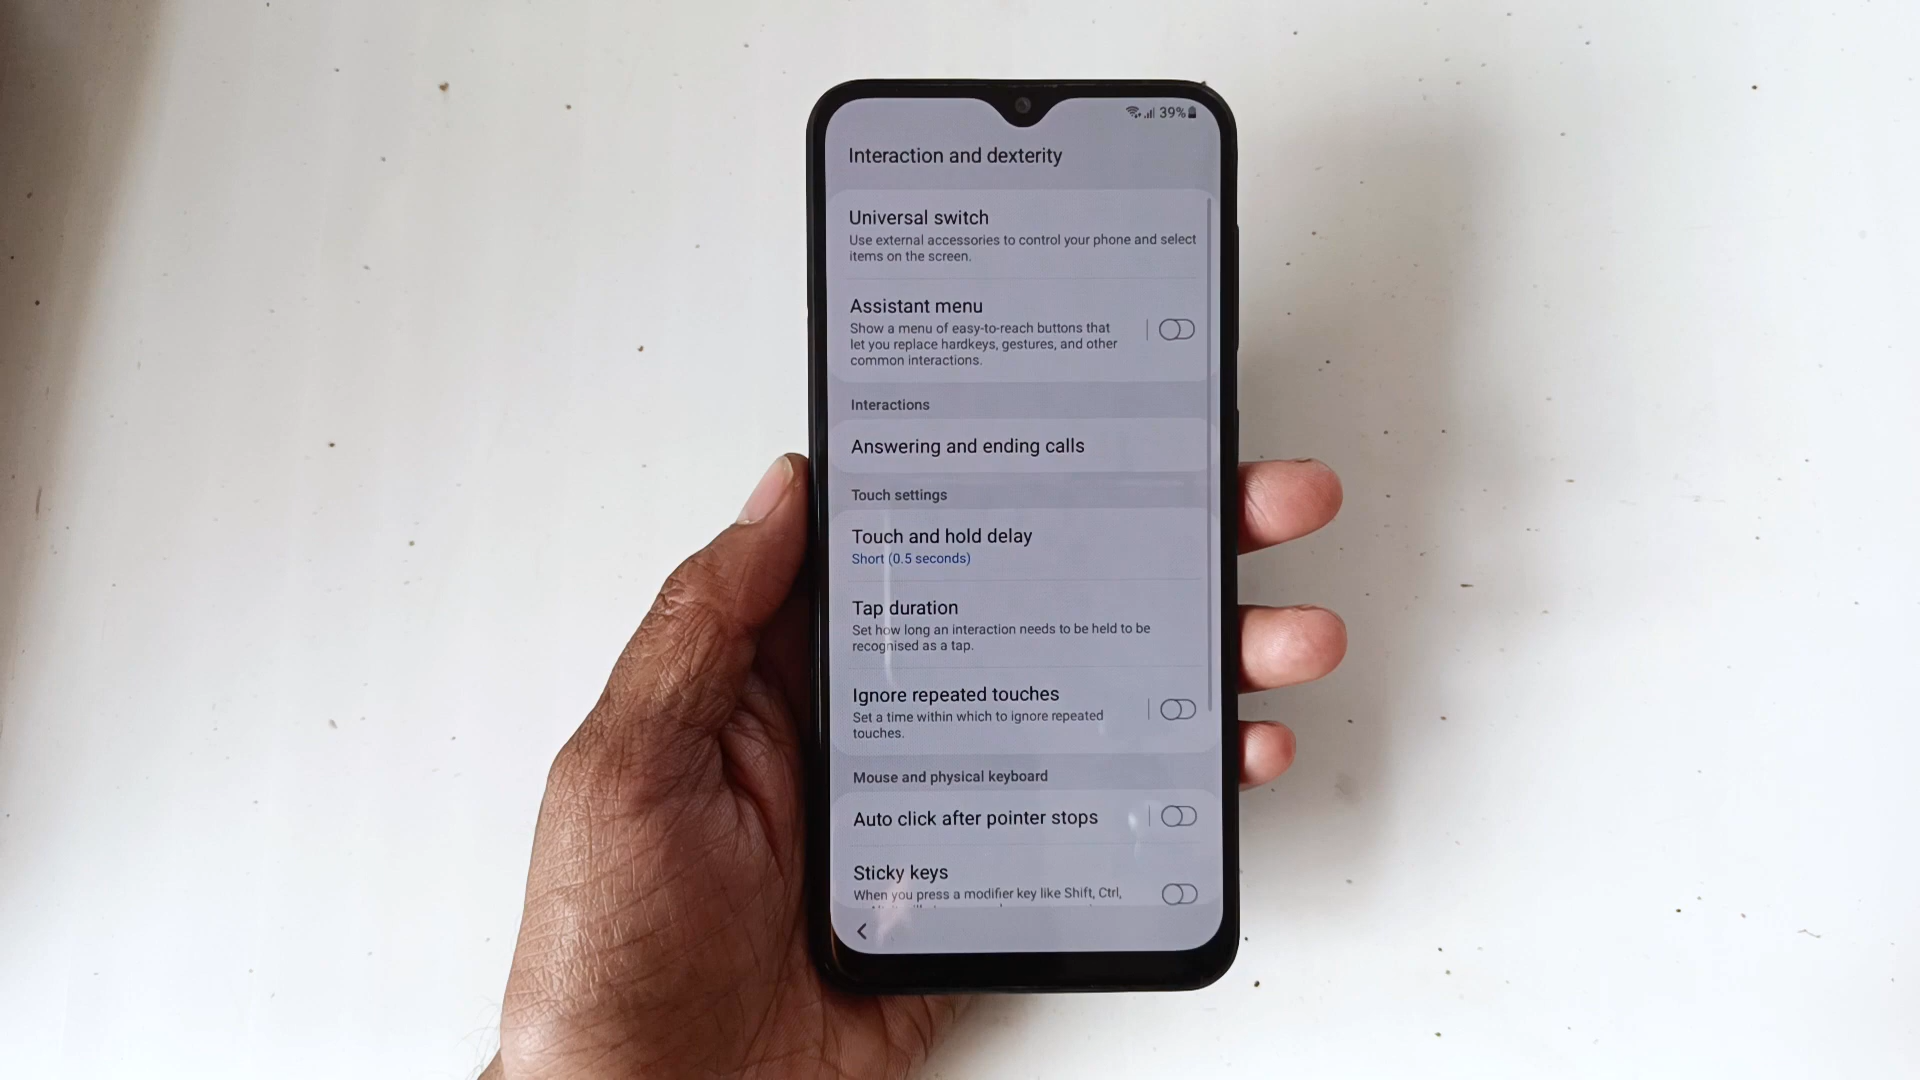 39%
Interaction and dexterity
Universal switch
Use external accessories to control your phone and select
items on the screen.
Assistant menu
Show a menu of easy-to-reach buttons that
let you replace hardkeys, gestures, and other
common interactions.
Interactions
Answering and ending calls
Touch settings
Touch and hold delay
Short (0.5 seconds)
Tap duration
Set how long an interaction needs to be held to be
recognised as a tap.
Ignore repeated touches
Set a time within which to ignore repeated
touches.
Mouse and physical keyboard
Auto click after pointer stops
Sticky keys
When you press a modifier key like Shift, Ctrl,